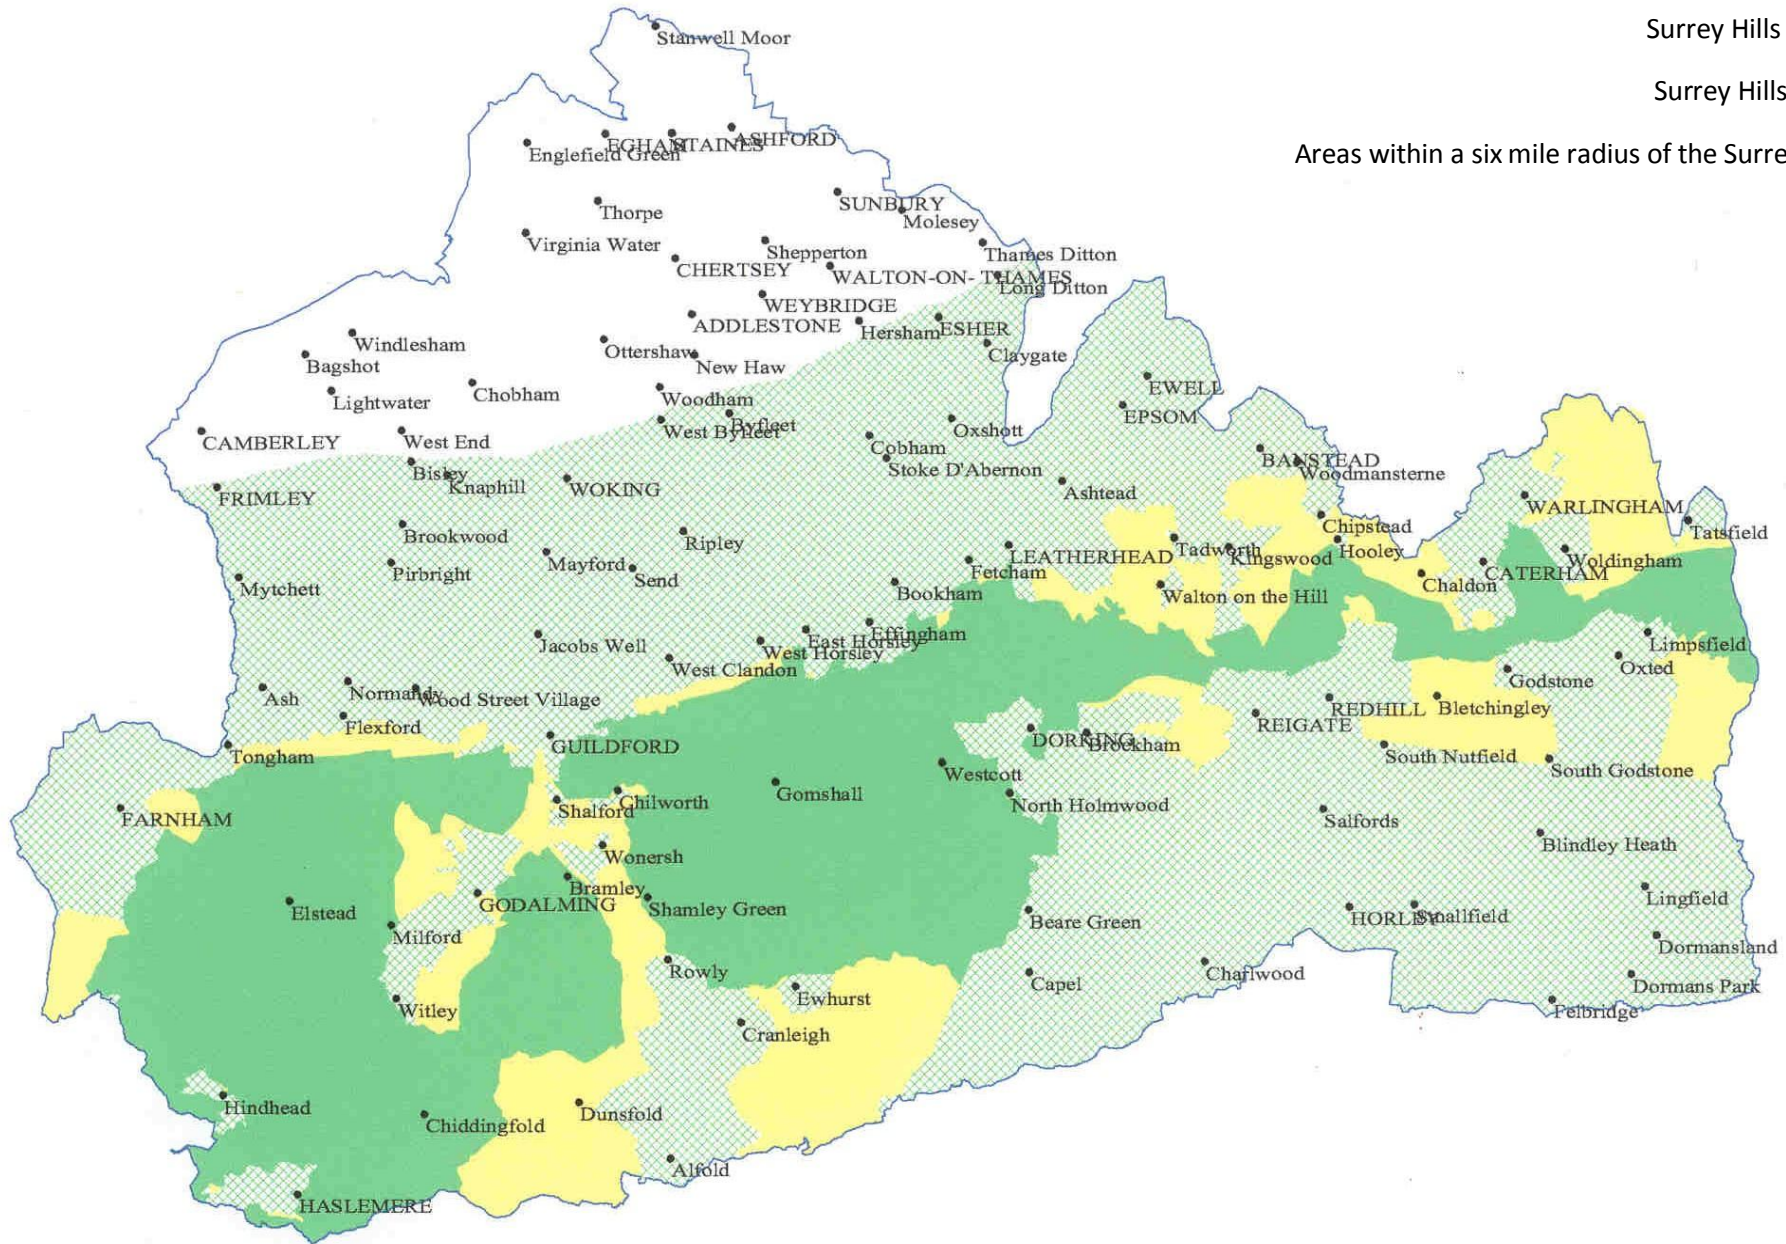 Surrey Hills
Stanwell Moor
Surrey Hills
EGHAM
STAINES
ASHFORD
Englefield Green
Areas within a six mile radius of the Surre
SUNBURY
Thorpe
Molesey
Virginia Water
Shepperton
Thames Ditton
CHERTSEY
WALTON-ON- THAMES
Long Ditton
WEYBRIDGE
ADDLESTONE
Hersham
ESHER
Windlesham
Ottershaw
Claygate
Bagshot
New Haw
EWELL
Lightwater
Chobham
Woodham
EPSOM
West Byfleet
Byfleet
Oxshott
CAMBERLEY
West End
Cobham
BANSTEAD
Stoke D'Abernon
Woodmansterne
Bisley
Knaphill
WOKING
Ashtead
FRIMLEY
WARLINGHAM
Chipstead
Tatsfield
Brookwood
Ripley
LEATHERHEAD
Tadworth
Kingswood
Hooley
Mayford
Woldingham
Pirbright
Send
Fetcham
CATERHAM
Mytchett
Bookham
Walton on the Hill
Chaldon
Effingham
Jacobs Well
East Horsley
West Horsley
Limpsfield
West Clandon
Oxted
Godstone
Ash
Normandy
Wood Street Village
REDHILL
Bletchingley
Flexford
REIGATE
GUILDFORD
DORKING
Brockham
Tongham
South Nutfield
South Godstone
Westcott
Gomshall
Chilworth
North Holmwood
Shalford
FARNHAM
Salfords
Blindley Heath
Wonersh
Bramley
GODALMING
Shamley Green
Elstead
Lingfield
Beare Green
HORLEY
Smallfield
Milford
Dormansland
Rowly
Charlwood
Capel
Dormans Park
Ewhurst
Witley
Felbridge
Cranleigh
Hindhead
Dunsfold
Chiddingfold
Alfold
HASLEMERE